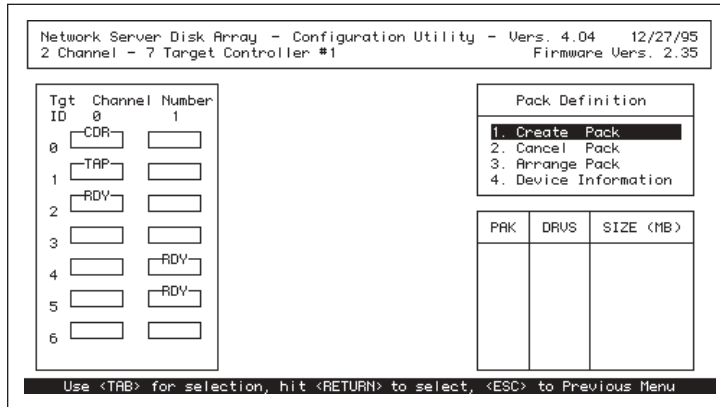 Network Server Disk Array - Configuration Utility - Vers. 4.04 12/27/95
2 Channel - 7 Target Controller #1 Firmware Vers. 2.35
Tgt Channel Number
ID 0 1
0 CDR
1 TAP
2 RDY
3
4 RDY
5 RDY
6
Pack Definition
1. Create Pack
2. Cancel Pack
3. Arrange Pack
4. Device Information
PAK DRVS SIZE (MB)
Use <TAB> for selection, hit <RETURN> to select, <ESC> to Previous Menu